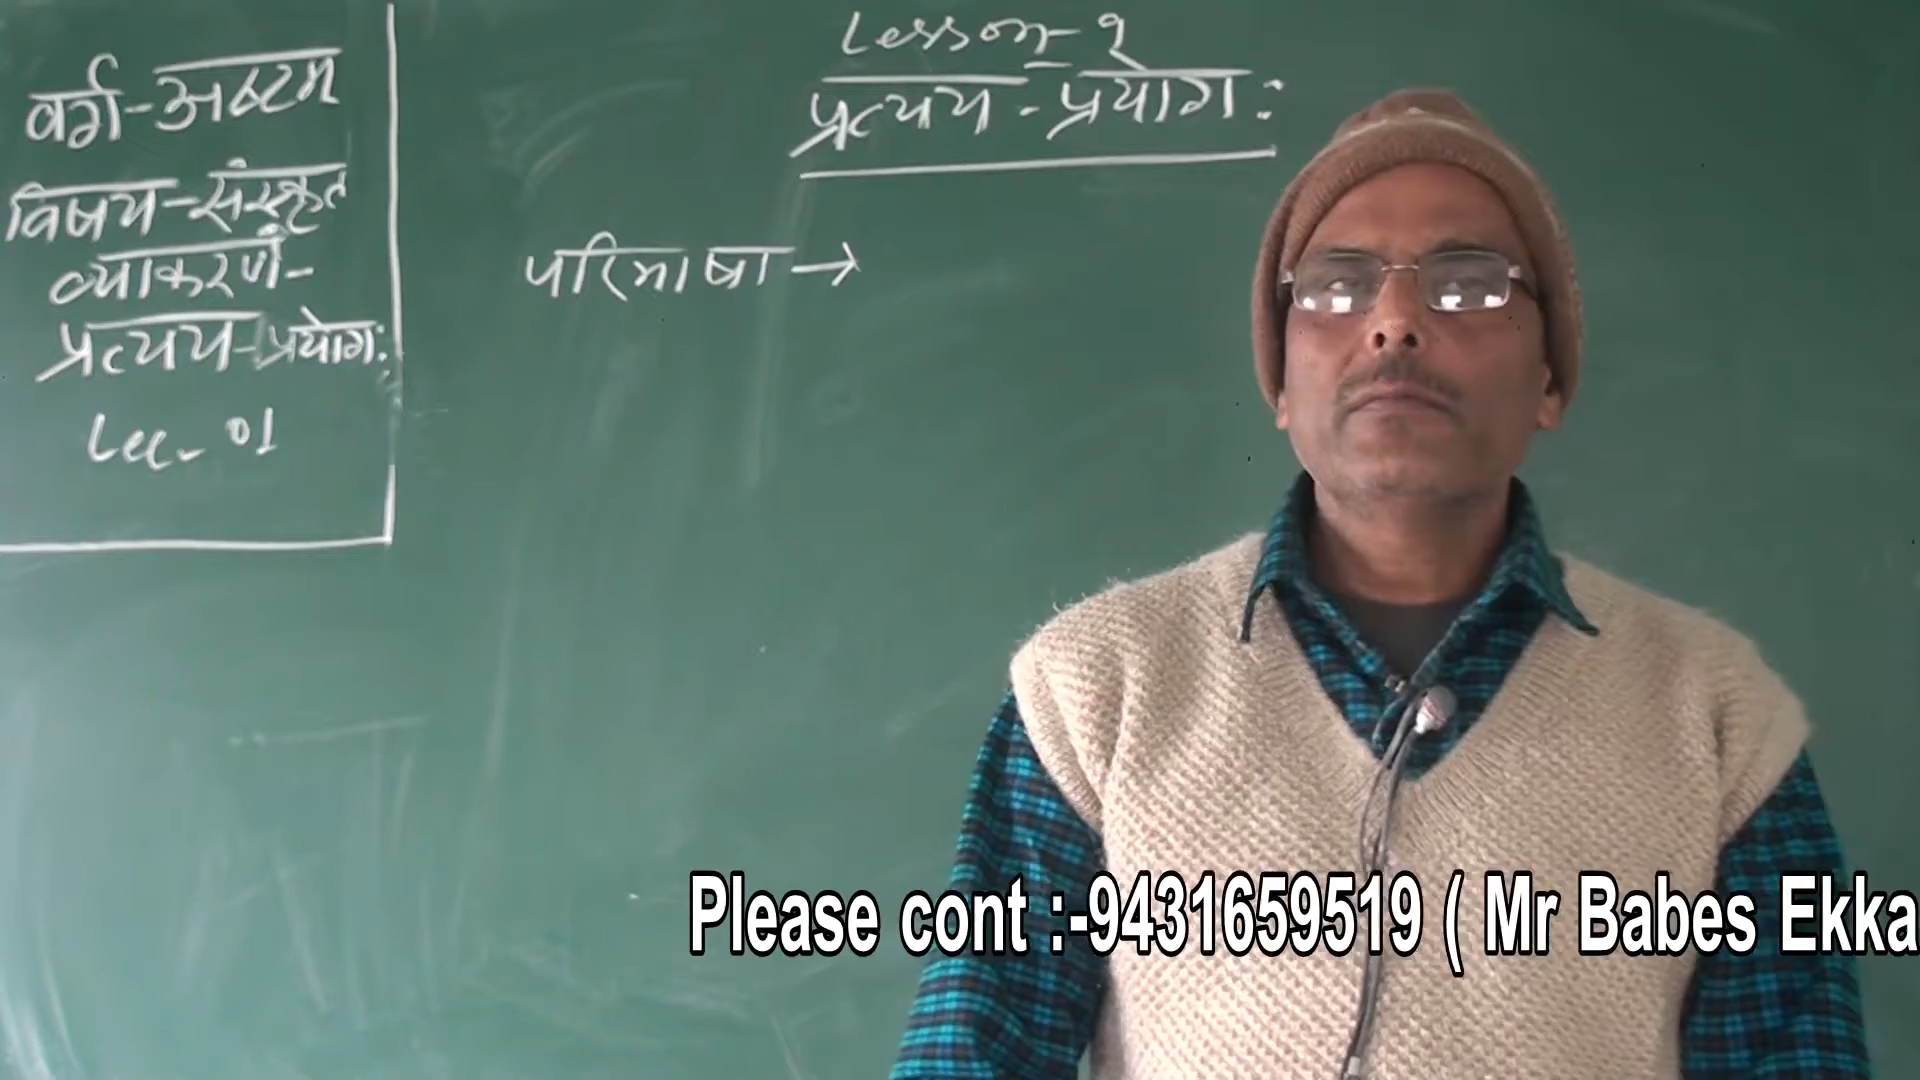 वर्ग-अष्टम
विषय-संस्कृत
व्याकरणं-
प्रत्यय-प्रयोग:
Lec-01
Lesson-१
प्रत्यय-प्रयोग:
परिभाषा→
Please cont :-9431659519 ( Mr Babes Ekka